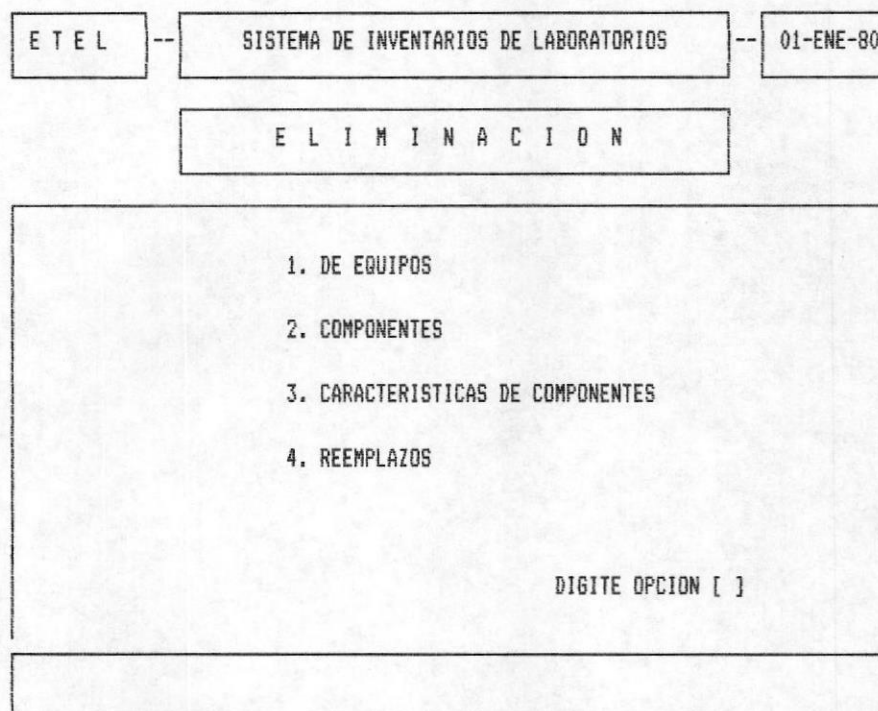 E T E L -- SISTEMA DE INVENTARIOS DE LABORATORIOS -- 01-ENE-80
E L I M I N A C I O N
1. DE EQUIPOS
2. COMPONENTES
3. CARACTERISTICAS DE COMPONENTES
4. REEMPLAZOS
DIGITE OPCION [ ]